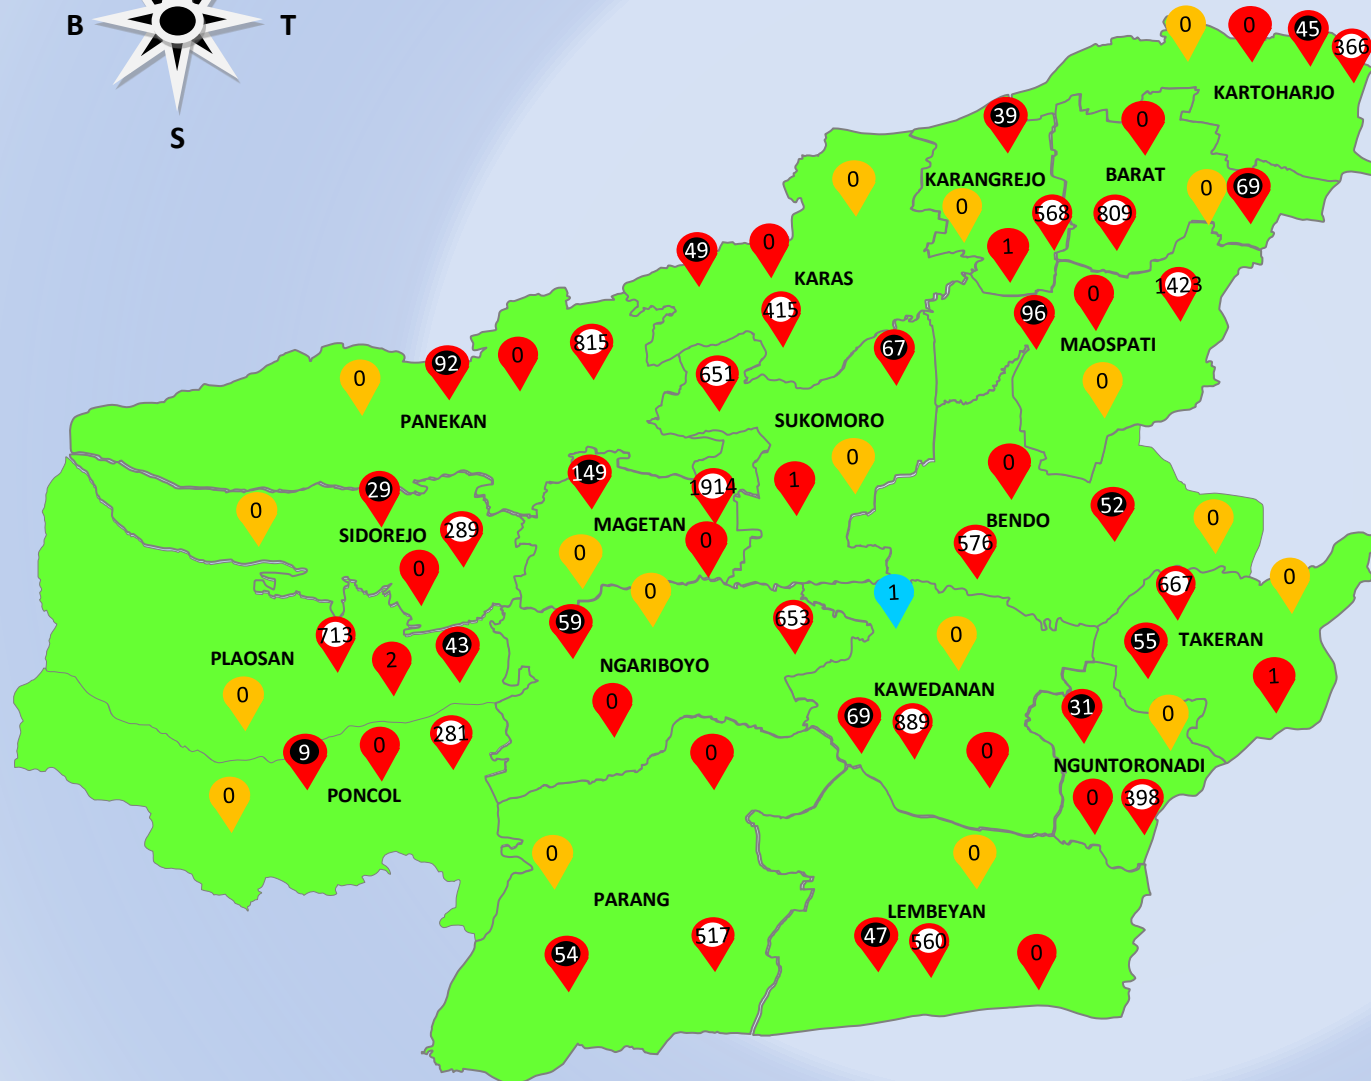 B T
S
0 0 45 366
KARTOHARJO
39 0
0 KARANGREJO BARAT 0 69
0 568 809
49 0 1
KARAS 1423
415 96 0
92 0 815 67 MAOSPATI
0 651 0
PANEKAN SUKOMORO
149 0 0
29 1914 1
0 MAGETAN BENDO 52 0
SIDOREJO 289 0 576
0 0
0 1 667 0
713 59 653 0 55 TAKERAN
43
PLAOSAN 2 NGARIBOYO
0 KAWEDANAN 1
0 69 889 31 0
281
9 0 0 0 NGUNTORONADI
0 PONCOL 0 398
0 0
PARANG LEMBEYAN
54 517 47 560 0